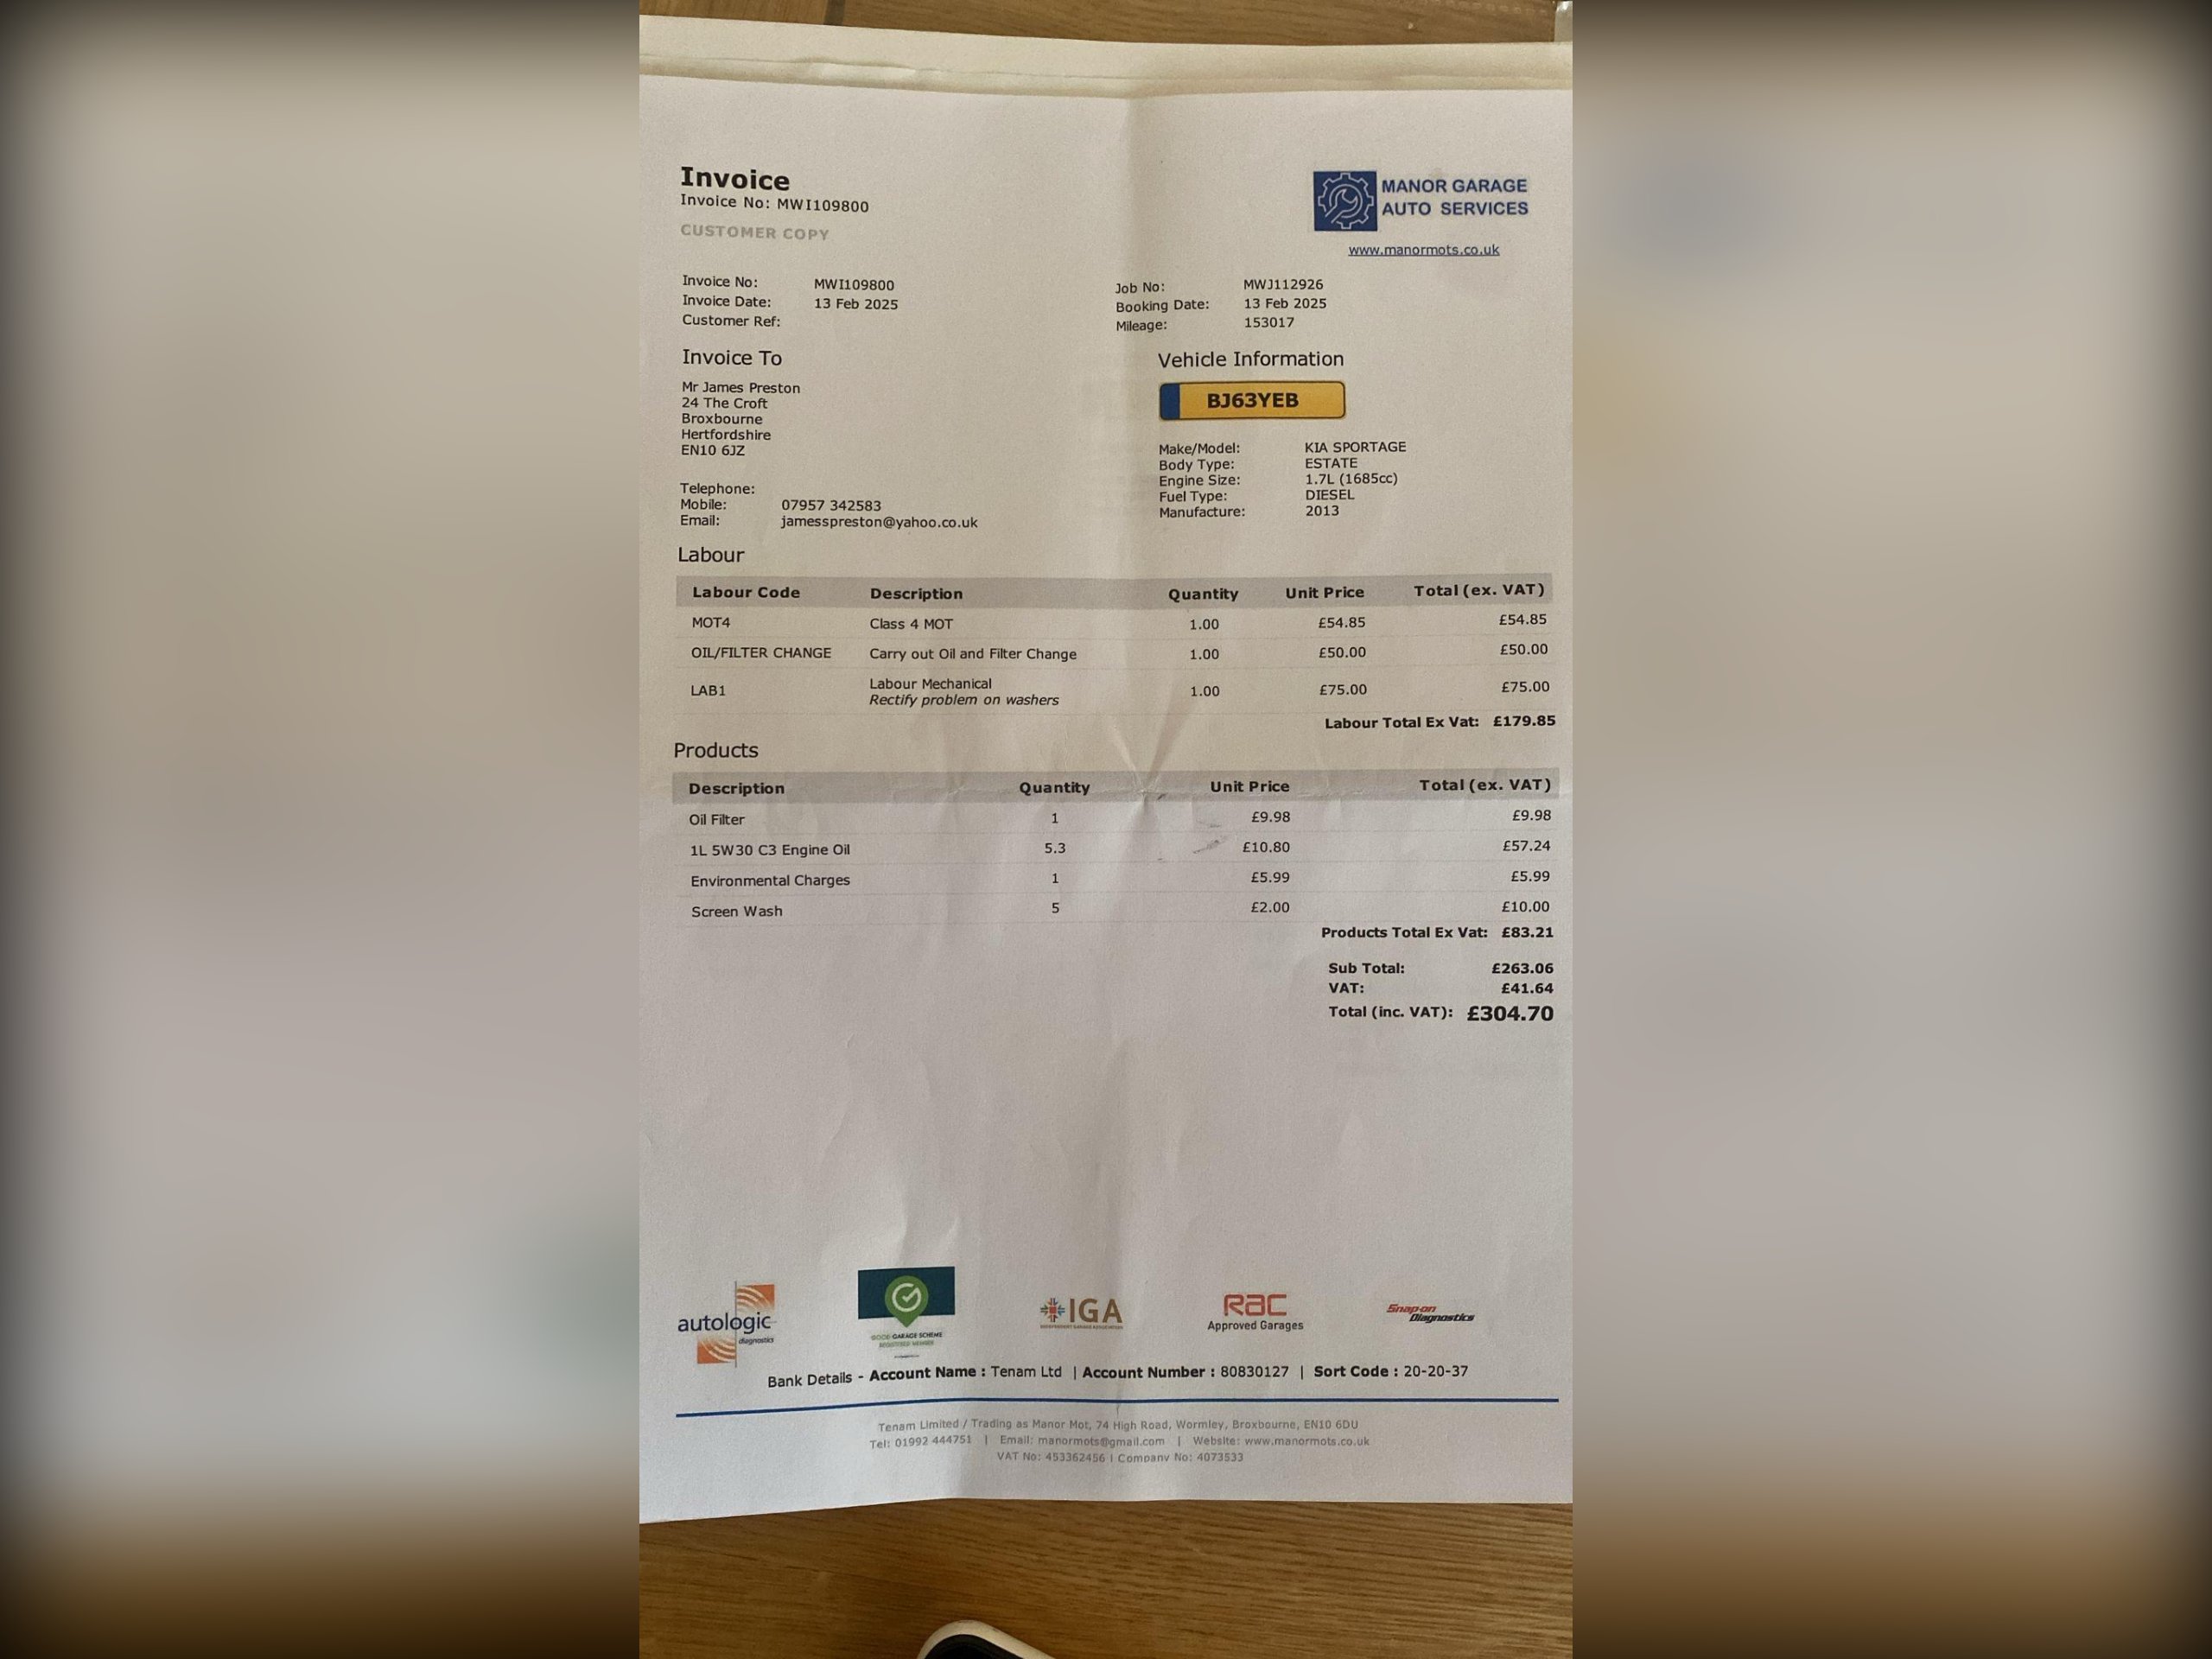 Invoice
Invoice No: MWI109800
CUSTOMER COPY
MANOR GARAGE
AUTO SERVICES
www.manormots.co.uk
Invoice No: MWI109800
Invoice Date: 13 Feb 2025
Customer Ref:
Job No: MWJ112926
Booking Date: 13 Feb 2025
Mileage: 153017
Invoice To
Mr James Preston
24 The Croft
Broxbourne
Hertfordshire
EN10 6JZ
Telephone:
Mobile: 07957 342583
Email: jamesspreston@yahoo.co.uk
Vehicle Information
BJ63YEB
Make/Model: KIA SPORTAGE
Body Type: ESTATE
Engine Size: 1.7L (1685cc)
Fuel Type: DIESEL
Manufacture: 2013
Labour
Labour Code Description Quantity Unit Price Total (ex. VAT)
MOT4 Class 4 MOT 1.00 £54.85 £54.85
OIL/FILTER CHANGE Carry out Oil and Filter Change 1.00 £50.00 £50.00
LAB1 Labour Mechanical 1.00 £75.00 £75.00
Rectify problem on washers
Labour Total Ex Vat: £179.85
Products
Description Quantity Unit Price Total (ex. VAT)
Oil Filter 1 £9.98 £9.98
1L 5W30 C3 Engine Oil 5.3 £10.80 £57.24
Environmental Charges 1 £5.99 £5.99
Screen Wash 5 £2.00 £10.00
Products Total Ex Vat: £83.21
Sub Total: £263.06
VAT: £41.64
Total (inc. VAT): £304.70
autologic
diagnostics
GOOD GARAGE SCHEME
REGISTERED MEMBER
IGA
INDEPENDENT GARAGE ASSOCIATION
RAC
Approved Garages
Snap-on
Diagnostics
Bank Details - Account Name : Tenam Ltd | Account Number : 80830127 | Sort Code : 20-20-37
Tenam Limited / Trading as Manor Mot, 74 High Road, Wormley, Broxbourne, EN10 6DU
Tel: 01992 444751 | Email: manormots@gmail.com | Website: www.manormots.co.uk
VAT No: 453362456 | Company No: 4073533